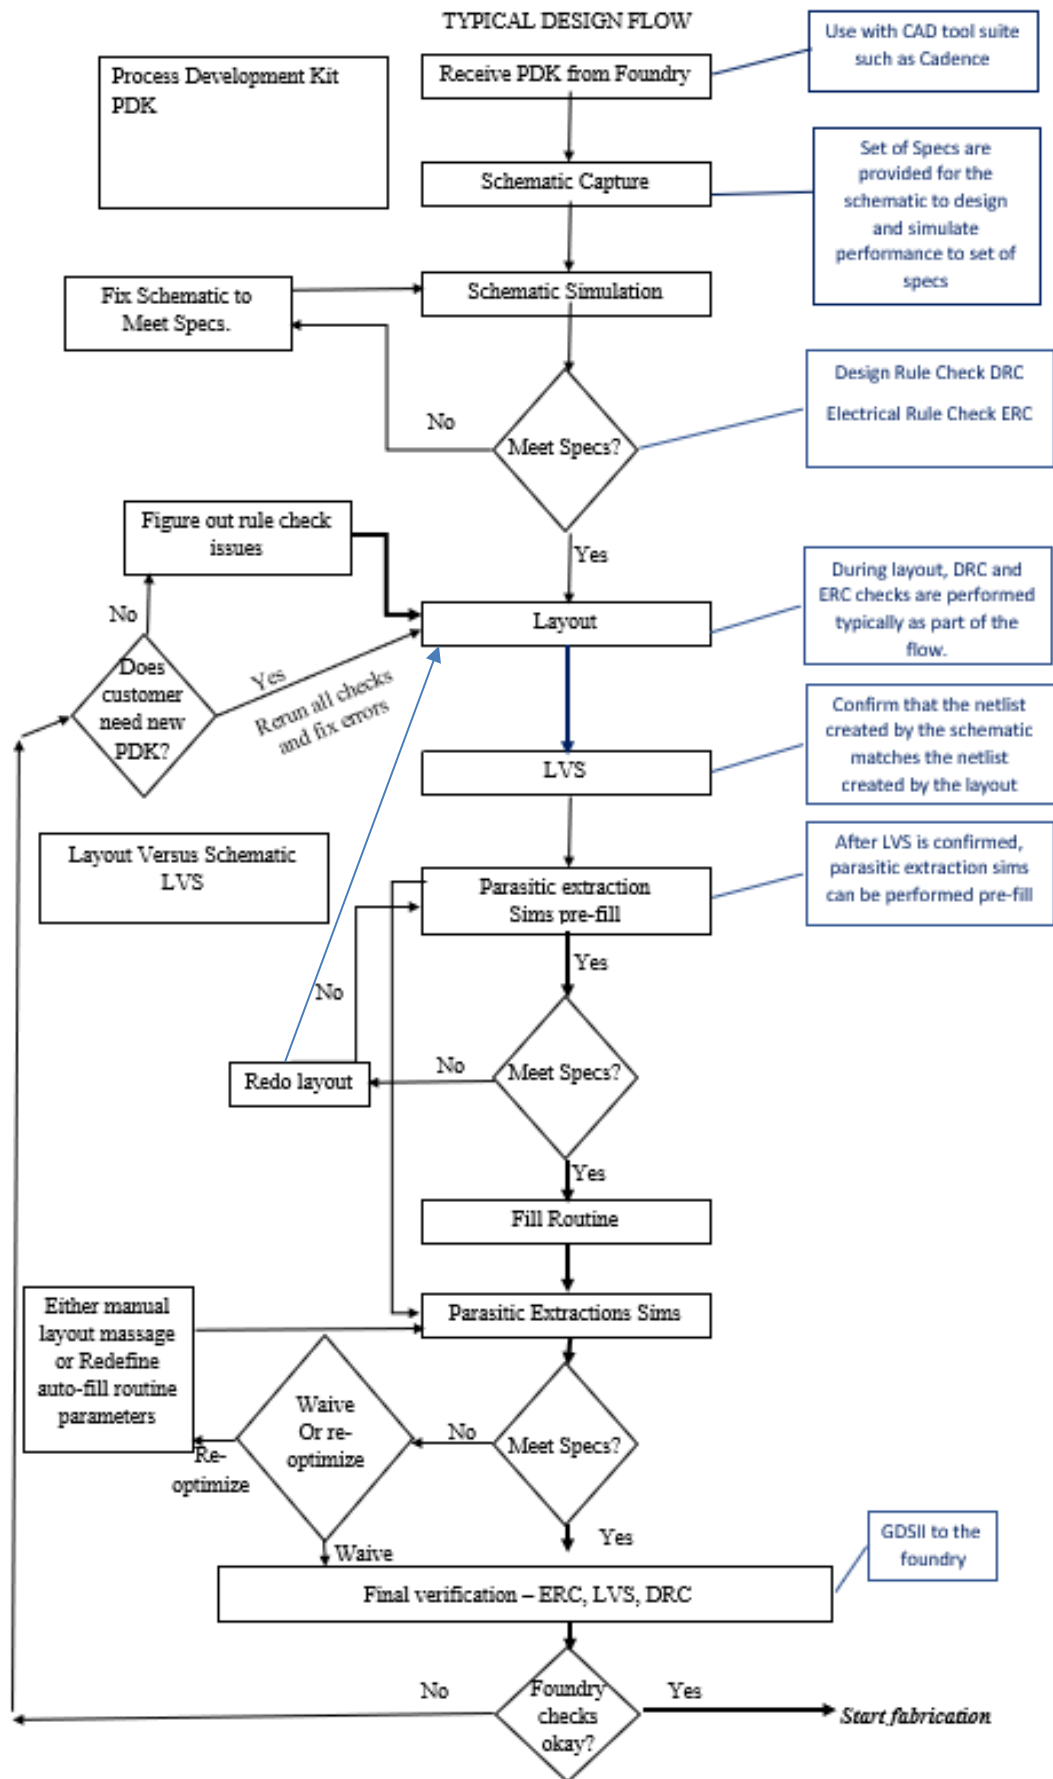 TYPICAL DESIGN FLOW
Use with CAD tool suite
such as Cadence
Receive PDK from Foundry
Process Development Kit
PDK
Set of Specs are
provided for the
schematic to design
and simulate
performance to set of
specs
Schematic Capture
Fix Schematic to
Meet Specs.
Schematic Simulation
Design Rule Check DRC
Electrical Rule Check ERC
No
Meet Specs?
Figure out rule check
issues
Yes
During layout, DRC and
ERC checks are performed
typically as part of the
flow.
No
Layout
Does
customer
need new
PDK?
Yes
Rerun all checks
and fix errors
Confirm that the netlist
created by the schematic
matches the netlist
created by the layout
LVS
Layout Versus Schematic
LVS
After LVS is confirmed,
parasitic extraction sims
can be performed pre-fill
Parasitic extraction
Sims pre-fill
Yes
No
Redo layout
No
Meet Specs?
Yes
Fill Routine
Either manual
layout massage
or Redefine
auto-fill routine
parameters
Parasitic Extractions Sims
Waive
Or re-
optimize
No
Meet Specs?
Re-
optimize
Yes
Waive
GDSII to the
foundry
Final verification – ERC, LVS, DRC
No
Foundry
checks
okay?
Yes
Start fabrication